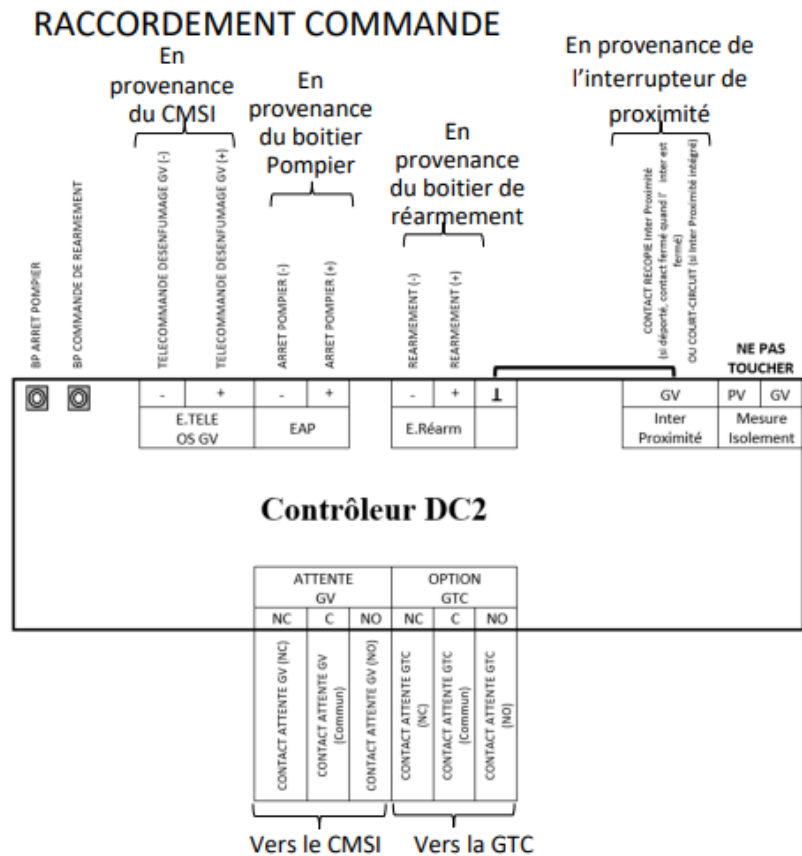 RACCORDEMENT COMMANDE
En
provenance
du CMSI
En
provenance
du boitier
Pompier
En
provenance
du boitier de
réarmement
En provenance de
l'interrupteur de
proximité
BP ARRET POMPIER
BP COMMANDE DE REARMEMENT
TELECOMMANDE DESENFUMAGE GV (-)
TELECOMMANDE DESENFUMAGE GV (+)
ARRET POMPIER (-)
ARRET POMPIER (+)
REARMEMENT (-)
REARMEMENT (+)
CONTACT RECOPIE Inter Proximité
(si déporté, contact fermé quand l' inter est
fermé)
OU COURT-CIRCUIT (si Inter Proximité intégré)
NE PAS
TOUCHER
- + - + - + GV PV GV
E.TELE
OS GV
EAP
E.Réarm
Inter
Proximité
Mesure
Isolement
Contrôleur DC2
ATTENTE
GV
OPTION
GTC
NC C NO NC C NO
CONTACT ATTENTE GV (NC)
CONTACT ATTENTE GV
(Commun)
CONTACT ATTENTE GV (NO)
CONTACT ATTENTE GTC
(NC)
CONTACT ATTENTE GTC
(Commun)
CONTACT ATTENTE GTC
(NO)
Vers le CMSI
Vers la GTC